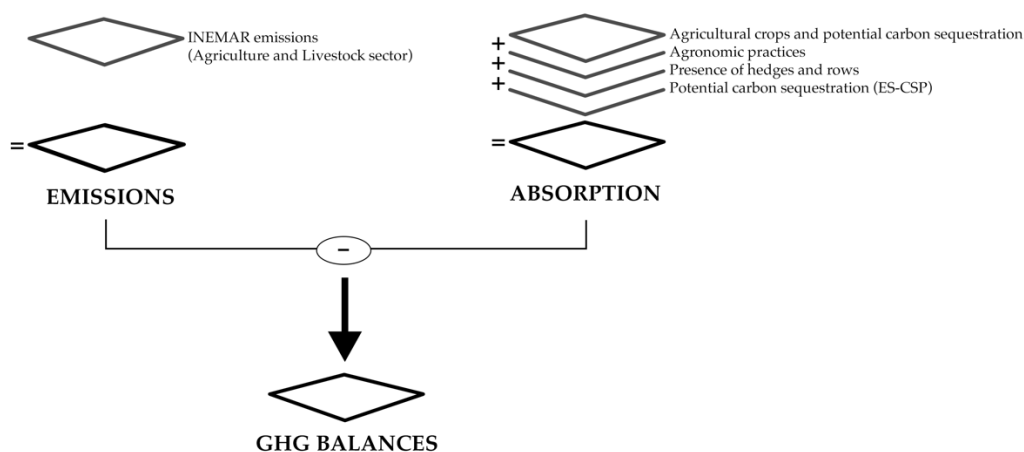 INEMAR emissions
(Agriculture and Livestock sector)
+
+
+
Agricultural crops and potential carbon sequestration
Agronomic practices
Presence of hedges and rows
Potential carbon sequestration (ES-CSP)
=
EMISSIONS
=
ABSORPTION
–
GHG BALANCES